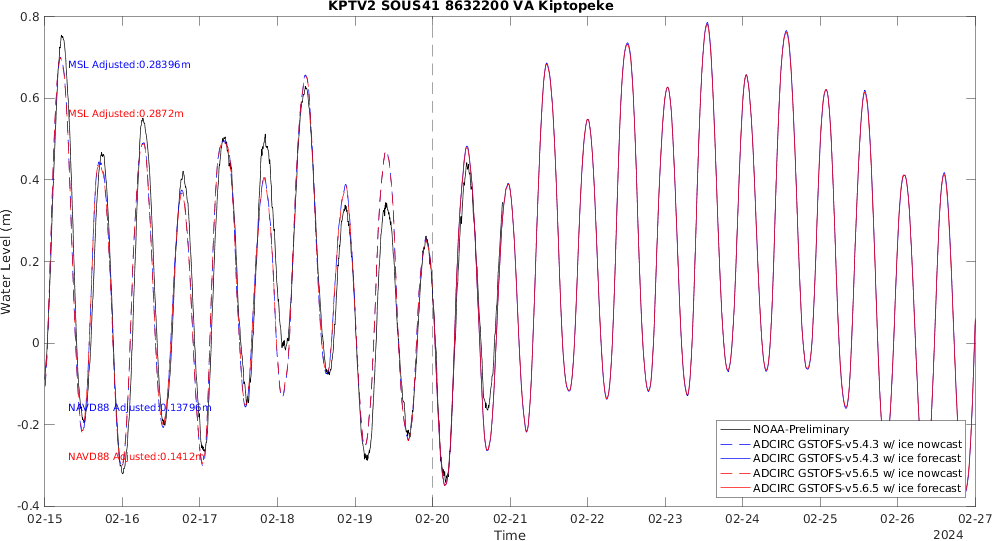 KPTV2 SOUS41 8632200 VA Kiptopeke
0.8
0.6
0.4
0.2
0
-0.2
-0.4
Water Level (m)
MSL Adjusted:0.28396m
MSL Adjusted:0.2872m
NAVD88 Adjusted:0.13796m
NAVD88 Adjusted:0.1412m
NOAA-Preliminary
ADCIRC GSTOFS-v5.4.3 w/ ice nowcast
ADCIRC GSTOFS-v5.4.3 w/ ice forecast
ADCIRC GSTOFS-v5.6.5 w/ ice nowcast
ADCIRC GSTOFS-v5.6.5 w/ ice forecast
02-15 02-16 02-17 02-18 02-19 02-20 02-21 02-22 02-23 02-24 02-25 02-26 02-27
Time
2024